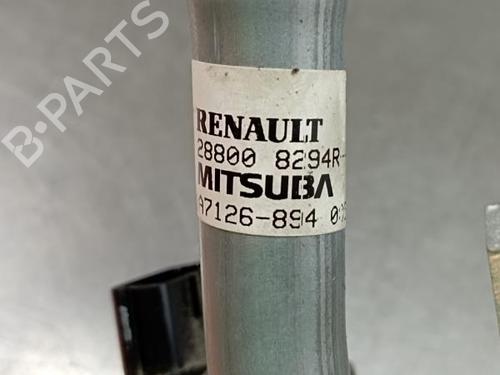 B-PARTS
RENAULT
28800 8294R-
MITSUBA
A7126-894